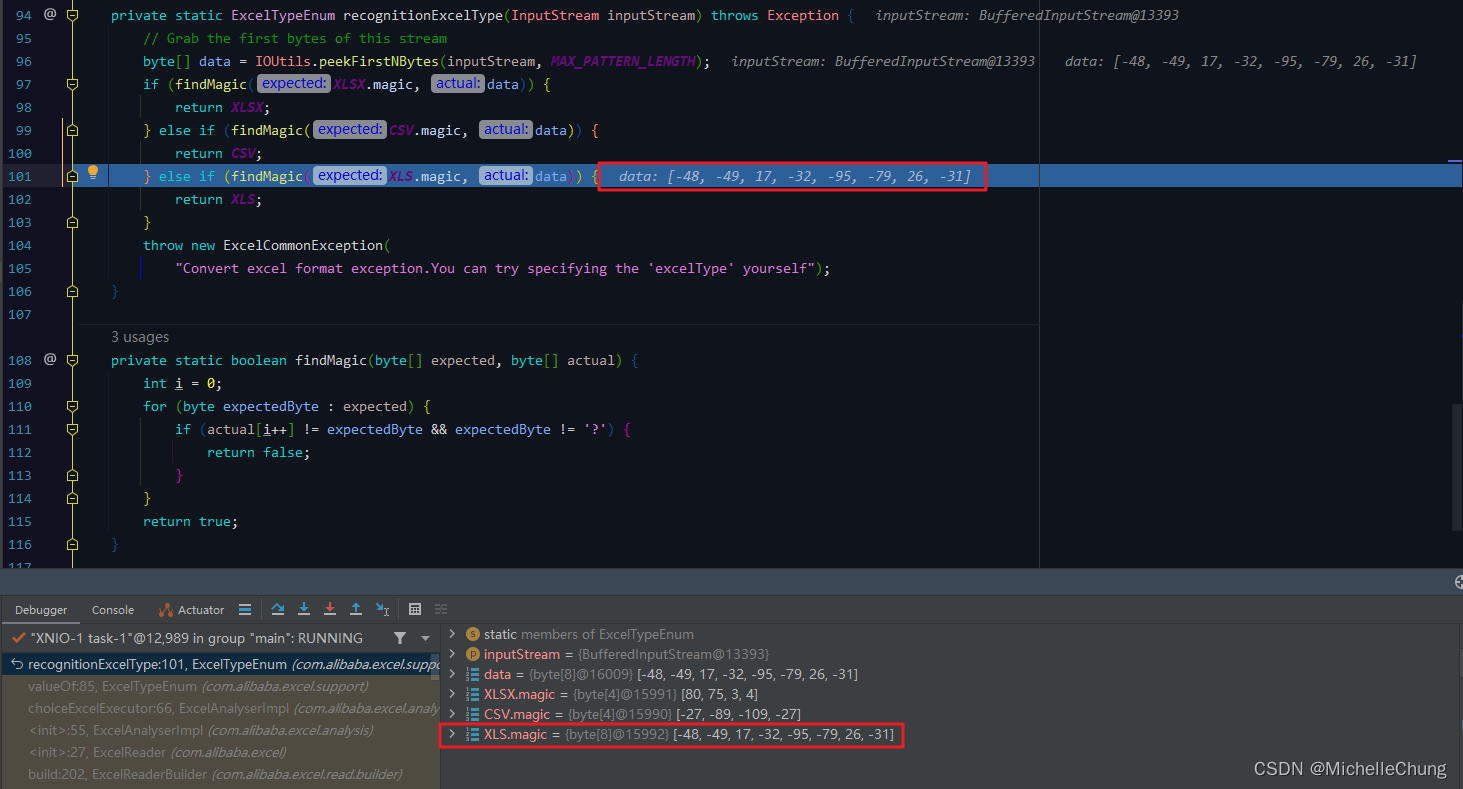 94 @ private static ExcelTypeEnum recognitionExcelType(InputStream inputStream) throws Exception { inputStream: BufferedInputStream@13393
95 // Grab the first bytes of this stream
96 byte[] data = IOUtils.peekFirstNBytes(inputStream, MAX_PATTERN_LENGTH); inputStream: BufferedInputStream@13393 data: [-48, -49, 17, -32, -95, -79, 26, -31]
97 if (findMagic( expected: XLSX.magic, actual: data)) {
98 return XLSX;
99 } else if (findMagic( expected: CSV.magic, actual: data)) {
100 return CSV;
101 } else if (findMagic( expected: XLS.magic, actual: data)) { data: [-48, -49, 17, -32, -95, -79, 26, -31]
102 return XLS;
103 }
104 throw new ExcelCommonException(
105 "Convert excel format exception.You can try specifying the 'excelType' yourself");
106 }
107
3 usages
108 @ private static boolean findMagic(byte[] expected, byte[] actual) {
109 int i = 0;
110 for (byte expectedByte : expected) {
111 if (actual[i++] != expectedByte && expectedByte != '?') {
112 return false;
113 }
114 }
115 return true;
116 }
117
Debugger Console Actuator
"XNIO-1 task-1"@12,989 in group "main": RUNNING
recognitionExcelType:101, ExcelTypeEnum (com.alibaba.excel.suppo
valueOf:85, ExcelTypeEnum (com.alibaba.excel.support)
choiceExcelExecutor:66, ExcelAnalyserImpl (com.alibaba.excel.analy
<init>:55, ExcelAnalyserImpl (com.alibaba.excel.analysis)
<init>:27, ExcelReader (com.alibaba.excel)
build:202, ExcelReaderBuilder (com.alibaba.excel.read.builder)
static members of ExcelTypeEnum
inputStream = {BufferedInputStream@13393}
data = {byte[8]@16009} [-48, -49, 17, -32, -95, -79, 26, -31]
XLSX.magic = {byte[4]@15991} [80, 75, 3, 4]
CSV.magic = {byte[4]@15990} [-27, -89, -109, -27]
XLS.magic = {byte[8]@15992} [-48, -49, 17, -32, -95, -79, 26, -31]
CSDN @MichelleChung